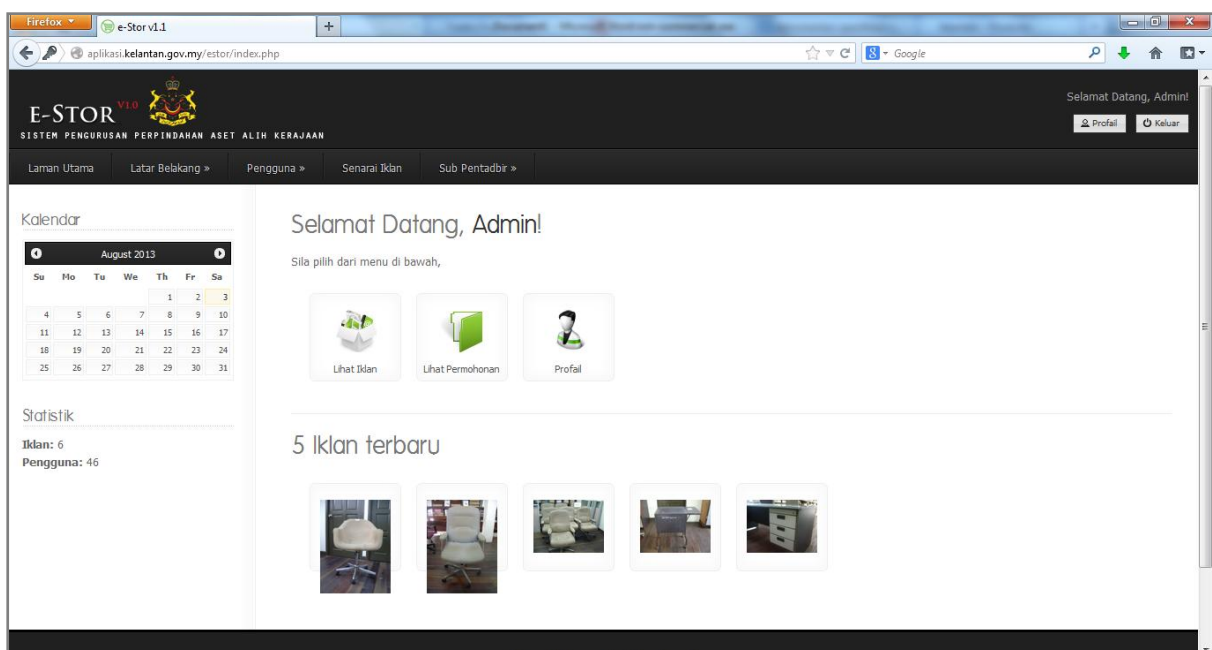 Firefox
e-Stor v1.1
aplikasi.kelantan.gov.my/estor/index.php
Google
E-STOR V1.0
SISTEM PENGURUSAN PERPINDAHAN ASET ALIH KERAJAAN
Selamat Datang, Admin!
Profail Keluar
Laman Utama Latar Belakang » Pengguna » Senarai Iklan Sub Pentadbir »
Kalendar
August 2013
Su Mo Tu We Th Fr Sa
1 2 3
4 5 6 7 8 9 10
11 12 13 14 15 16 17
18 19 20 21 22 23 24
25 26 27 28 29 30 31
Statistik
Iklan: 6
Pengguna: 46
Selamat Datang, Admin!
Sila pilih dari menu di bawah,
Lihat Iklan Lihat Permohonan Profail
5 Iklan terbaru